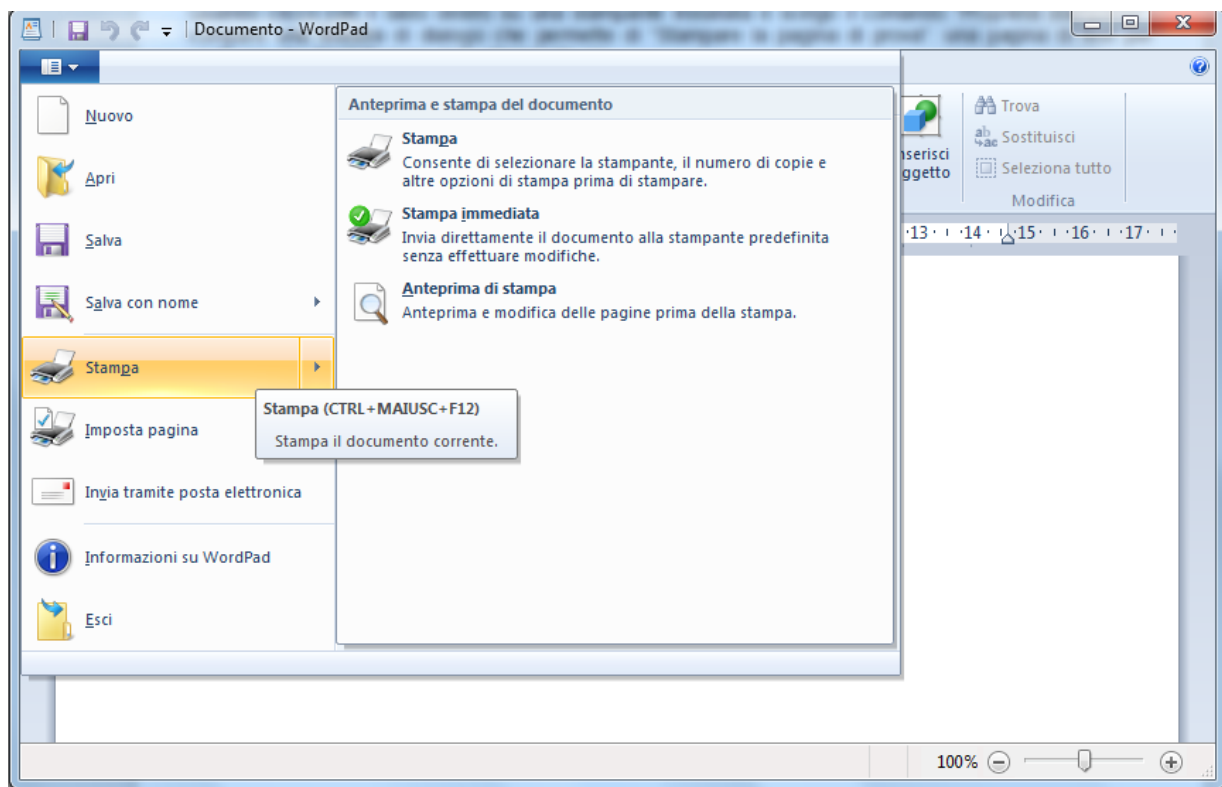 Documento - WordPad
Nuovo
Apri
Salva
Salva con nome
Stampa
Imposta pagina
Invia tramite posta elettronica
Informazioni su WordPad
Esci
Anteprima e stampa del documento
Stampa
Consente di selezionare la stampante, il numero di copie e
altre opzioni di stampa prima di stampare.
Stampa immediata
Invia direttamente il documento alla stampante predefinita
senza effettuare modifiche.
Anteprima di stampa
Anteprima e modifica delle pagine prima della stampa.
Stampa (CTRL+MAIUSC+F12)
Stampa il documento corrente.
nserisci
ggetto
Trova
Sostituisci
Seleziona tutto
Modifica
13 14 15 16 17
100%